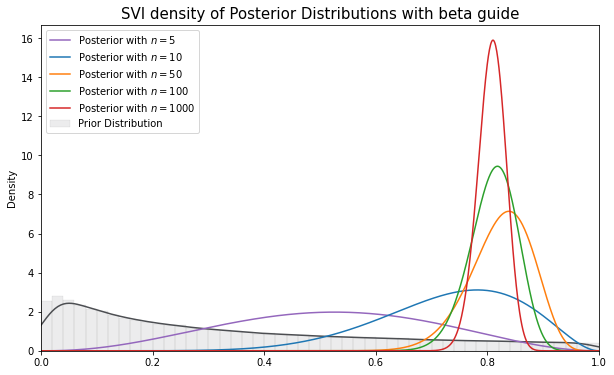 SVI density of Posterior Distributions with beta guide
Posterior with n = 5
Posterior with n = 10
Posterior with n = 50
Posterior with n = 100
Posterior with n = 1000
Prior Distribution
Density
16
14
12
10
8
6
4
2
0
0.0 0.2 0.4 0.6 0.8 1.0